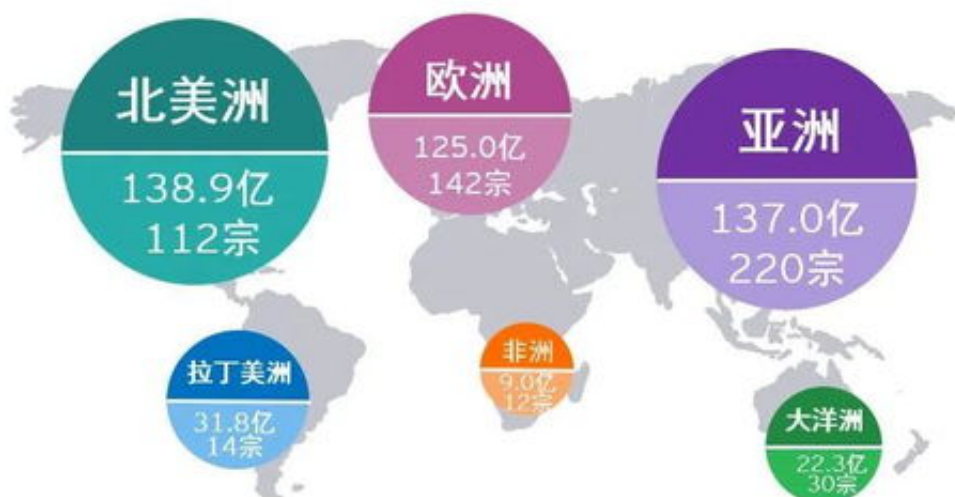 北美洲
138.9亿
112宗
欧洲
125.0亿
142宗
亚洲
137.0亿
220宗
拉丁美洲
31.8亿
14宗
非洲
9.0亿
12宗
大洋洲
22.3亿
30宗